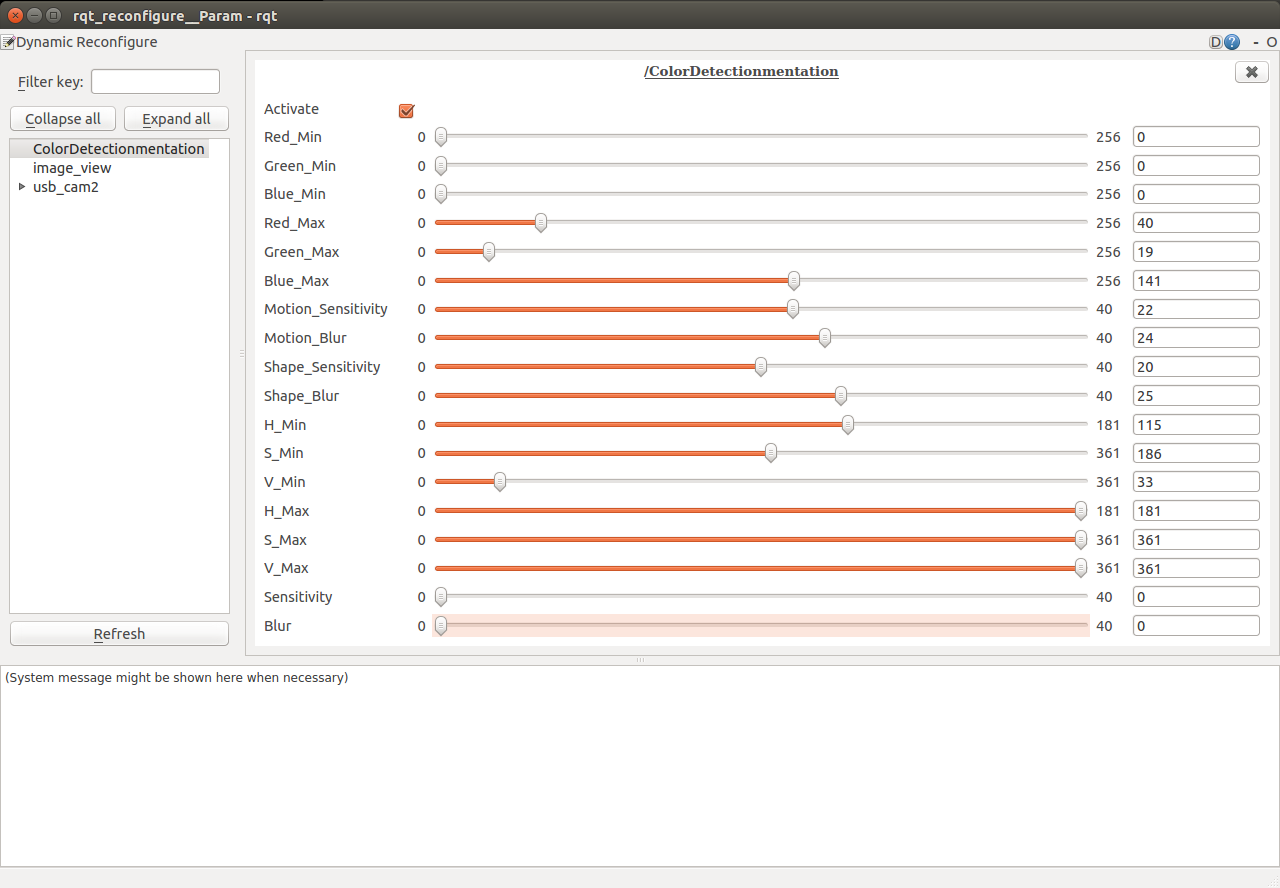 rqt_reconfigure__Param - rqt
Dynamic Reconfigure
D ? - O
Filter key:
Collapse all Expand all
ColorDetectionmentation
image_view
usb_cam2
Refresh
/ColorDetectionmentation
Activate
Red_Min 0 256 0
Green_Min 0 256 0
Blue_Min 0 256 0
Red_Max 0 256 40
Green_Max 0 256 19
Blue_Max 0 256 141
Motion_Sensitivity 0 40 22
Motion_Blur 0 40 24
Shape_Sensitivity 0 40 20
Shape_Blur 0 40 25
H_Min 0 181 115
S_Min 0 361 186
V_Min 0 361 33
H_Max 0 181 181
S_Max 0 361 361
V_Max 0 361 361
Sensitivity 0 40 0
Blur 0 40 0
(System message might be shown here when necessary)